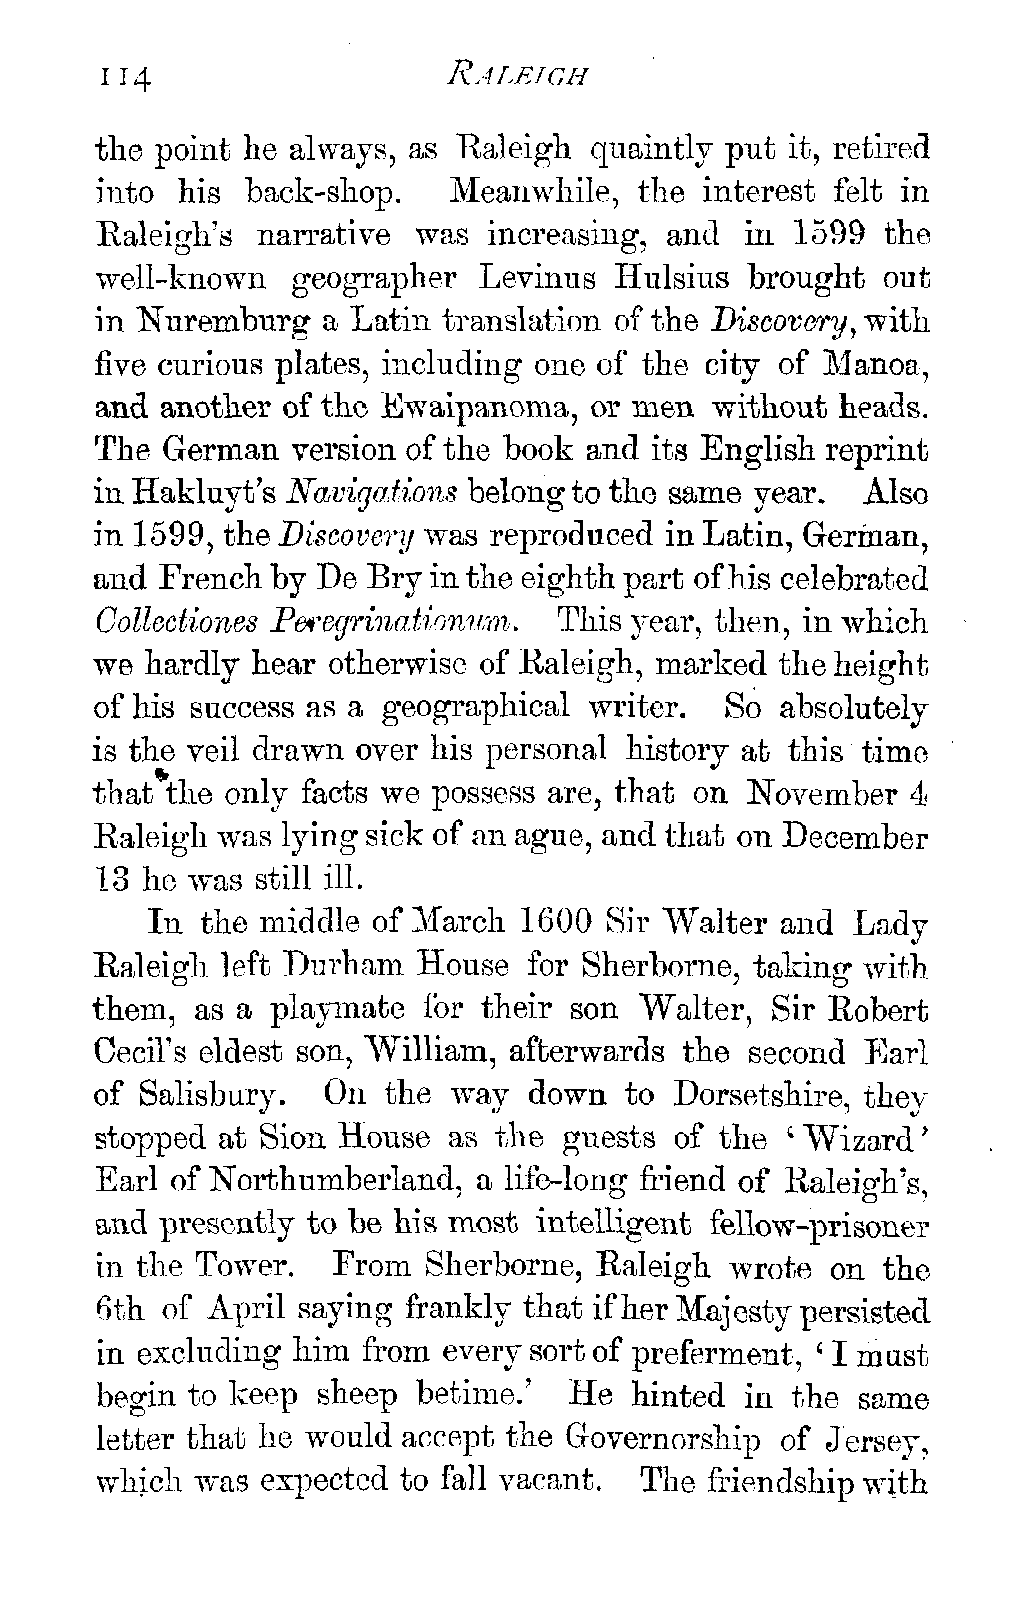 114 RALEIGH
the point he always, as Raleigh quaintly put it, retired
into his back-shop. Meanwhile, the interest felt in
Raleigh's narrative was increasing, and in 1599 the
well-known geographer Levinus Hulsius brought out
in Nuremburg a Latin translation of the Discovery, with
five curious plates, including one of the city of Manoa,
and another of the Ewaipanoma, or men without heads.
The German version of the book and its English reprint
in Hakluyt's Navigations belong to the same year. Also
in 1599, the Discovery was reproduced in Latin, German,
and French by De Bry in the eighth part of his celebrated
Collectiones Peregrinationum. This year, then, in which
we hardly hear otherwise of Raleigh, marked the height
of his success as a geographical writer. So absolutely
is the veil drawn over his personal history at this time
that the only facts we possess are, that on November 4
Raleigh was lying sick of an ague, and that on December
13 he was still ill.
In the middle of March 1600 Sir Walter and Lady
Raleigh left Durham House for Sherborne, taking with
them, as a playmate for their son Walter, Sir Robert
Cecil's eldest son, William, afterwards the second Earl
of Salisbury. On the way down to Dorsetshire, they
stopped at Sion House as the guests of the ‘Wizard’
Earl of Northumberland, a life-long friend of Raleigh's,
and presently to be his most intelligent fellow-prisoner
in the Tower. From Sherborne, Raleigh wrote on the
6th of April saying frankly that if her Majesty persisted
in excluding him from every sort of preferment, ‘I must
begin to keep sheep betime.’ He hinted in the same
letter that he would accept the Governorship of Jersey,
which was expected to fall vacant. The friendship with